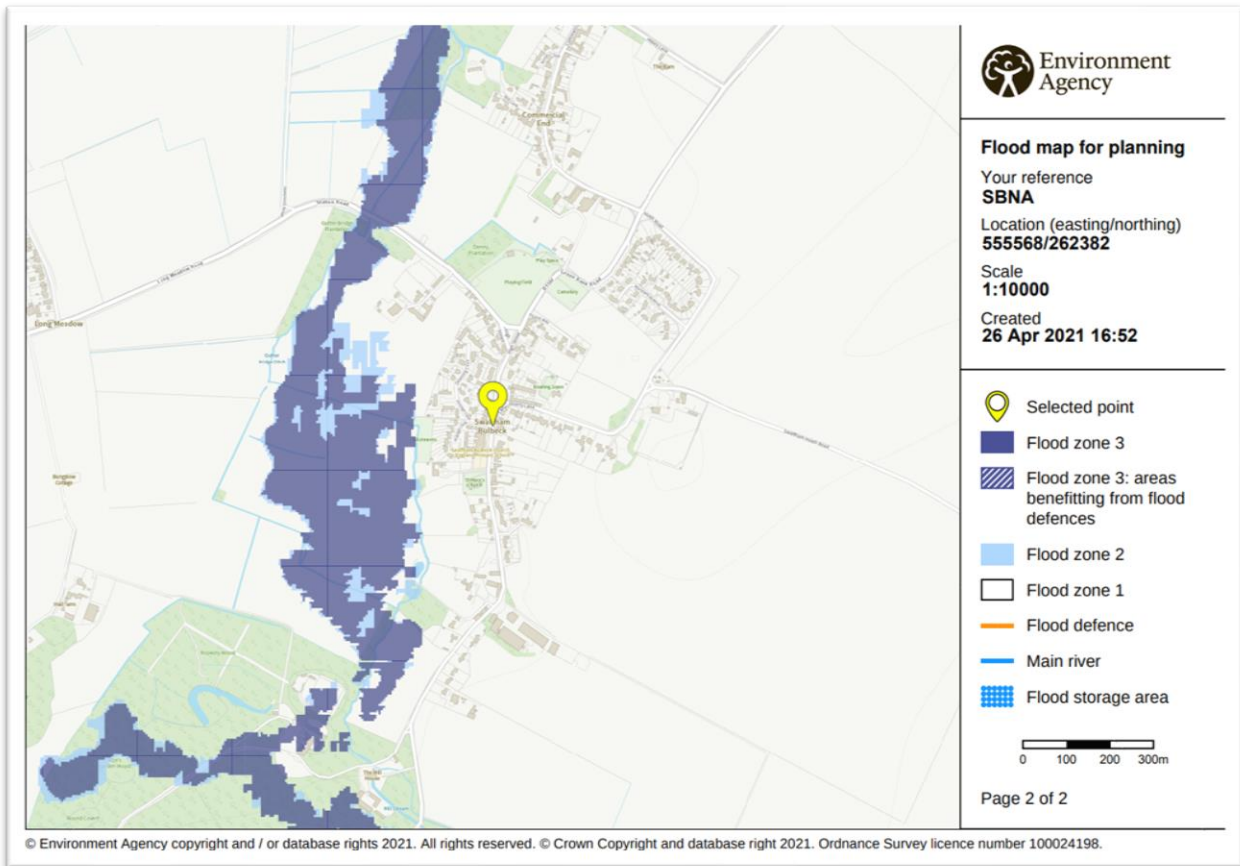 Environment
Agency
Flood map for planning
Your reference
SBNA
Location (easting/northing)
555568/262382
Scale
1:10000
Created
26 Apr 2021 16:52
Selected point
Flood zone 3
Flood zone 3: areas
benefitting from flood
defences
Flood zone 2
Flood zone 1
Flood defence
Main river
Flood storage area
0 100 200 300m
Page 2 of 2
Commercial
End
Long Meadow Road
Long Meadow
Playing Field
Cemetery
Bulbeck
© Environment Agency copyright and / or database rights 2021. All rights reserved. © Crown Copyright and database right 2021. Ordnance Survey licence number 100024198.